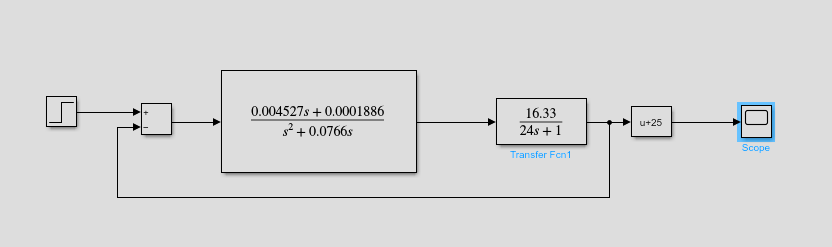 +
−
0.004527s + 0.0001886
s² + 0.0766s
16.33
24s + 1
Transfer Fcn1
u+25
Scope